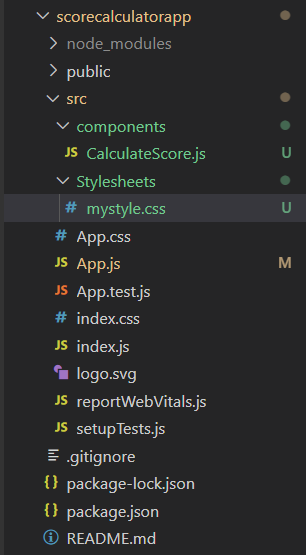 scorecalculatorapp
node_modules
public
src
components
JS CalculateScore.js U
Stylesheets
# mystyle.css U
# App.css
JS App.js M
JS App.test.js
# index.css
JS index.js
logo.svg
JS reportWebVitals.js
JS setupTests.js
.gitignore
{} package-lock.json
{} package.json
README.md